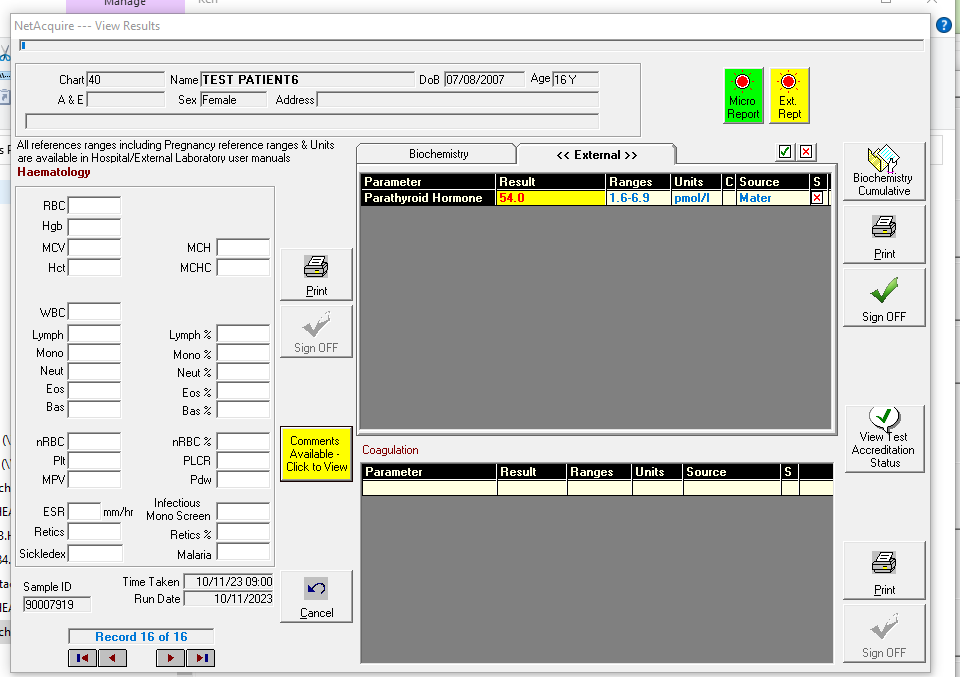 Manage
NetAcquire --- View Results
Chart 40 Name TEST PATIENT6 DoB 07/08/2007 Age 16 Y
A & E Sex Female Address
Micro Report
Ext. Rept
All references ranges including Pregnancy reference ranges & Units
are available in Hospital/External Laboratory user manuals
Haematology
Biochemistry << External >>
Parameter Result Ranges Units C Source S
Parathyroid Hormone 54.0 1.6-6.9 pmol/l Mater
RBC
Hgb
MCV MCH
Hct MCHC
WBC
Lymph Lymph %
Mono Mono %
Neut Neut %
Eos Eos %
Bas Bas %
nRBC nRBC %
Plt PLCR
MPV Pdw
ESR mm/hr Infectious Mono Screen
Retics Retics %
Sickledex Malaria
Print
Sign OFF
Comments
Available -
Click to View
Cancel
Coagulation
Parameter Result Ranges Units Source S
Biochemistry
Cumulative
Print
Sign OFF
View Test
Accreditation
Status
Print
Sign OFF
Sample ID
90007919
Time Taken 10/11/23 09:00
Run Date 10/11/2023
Record 16 of 16